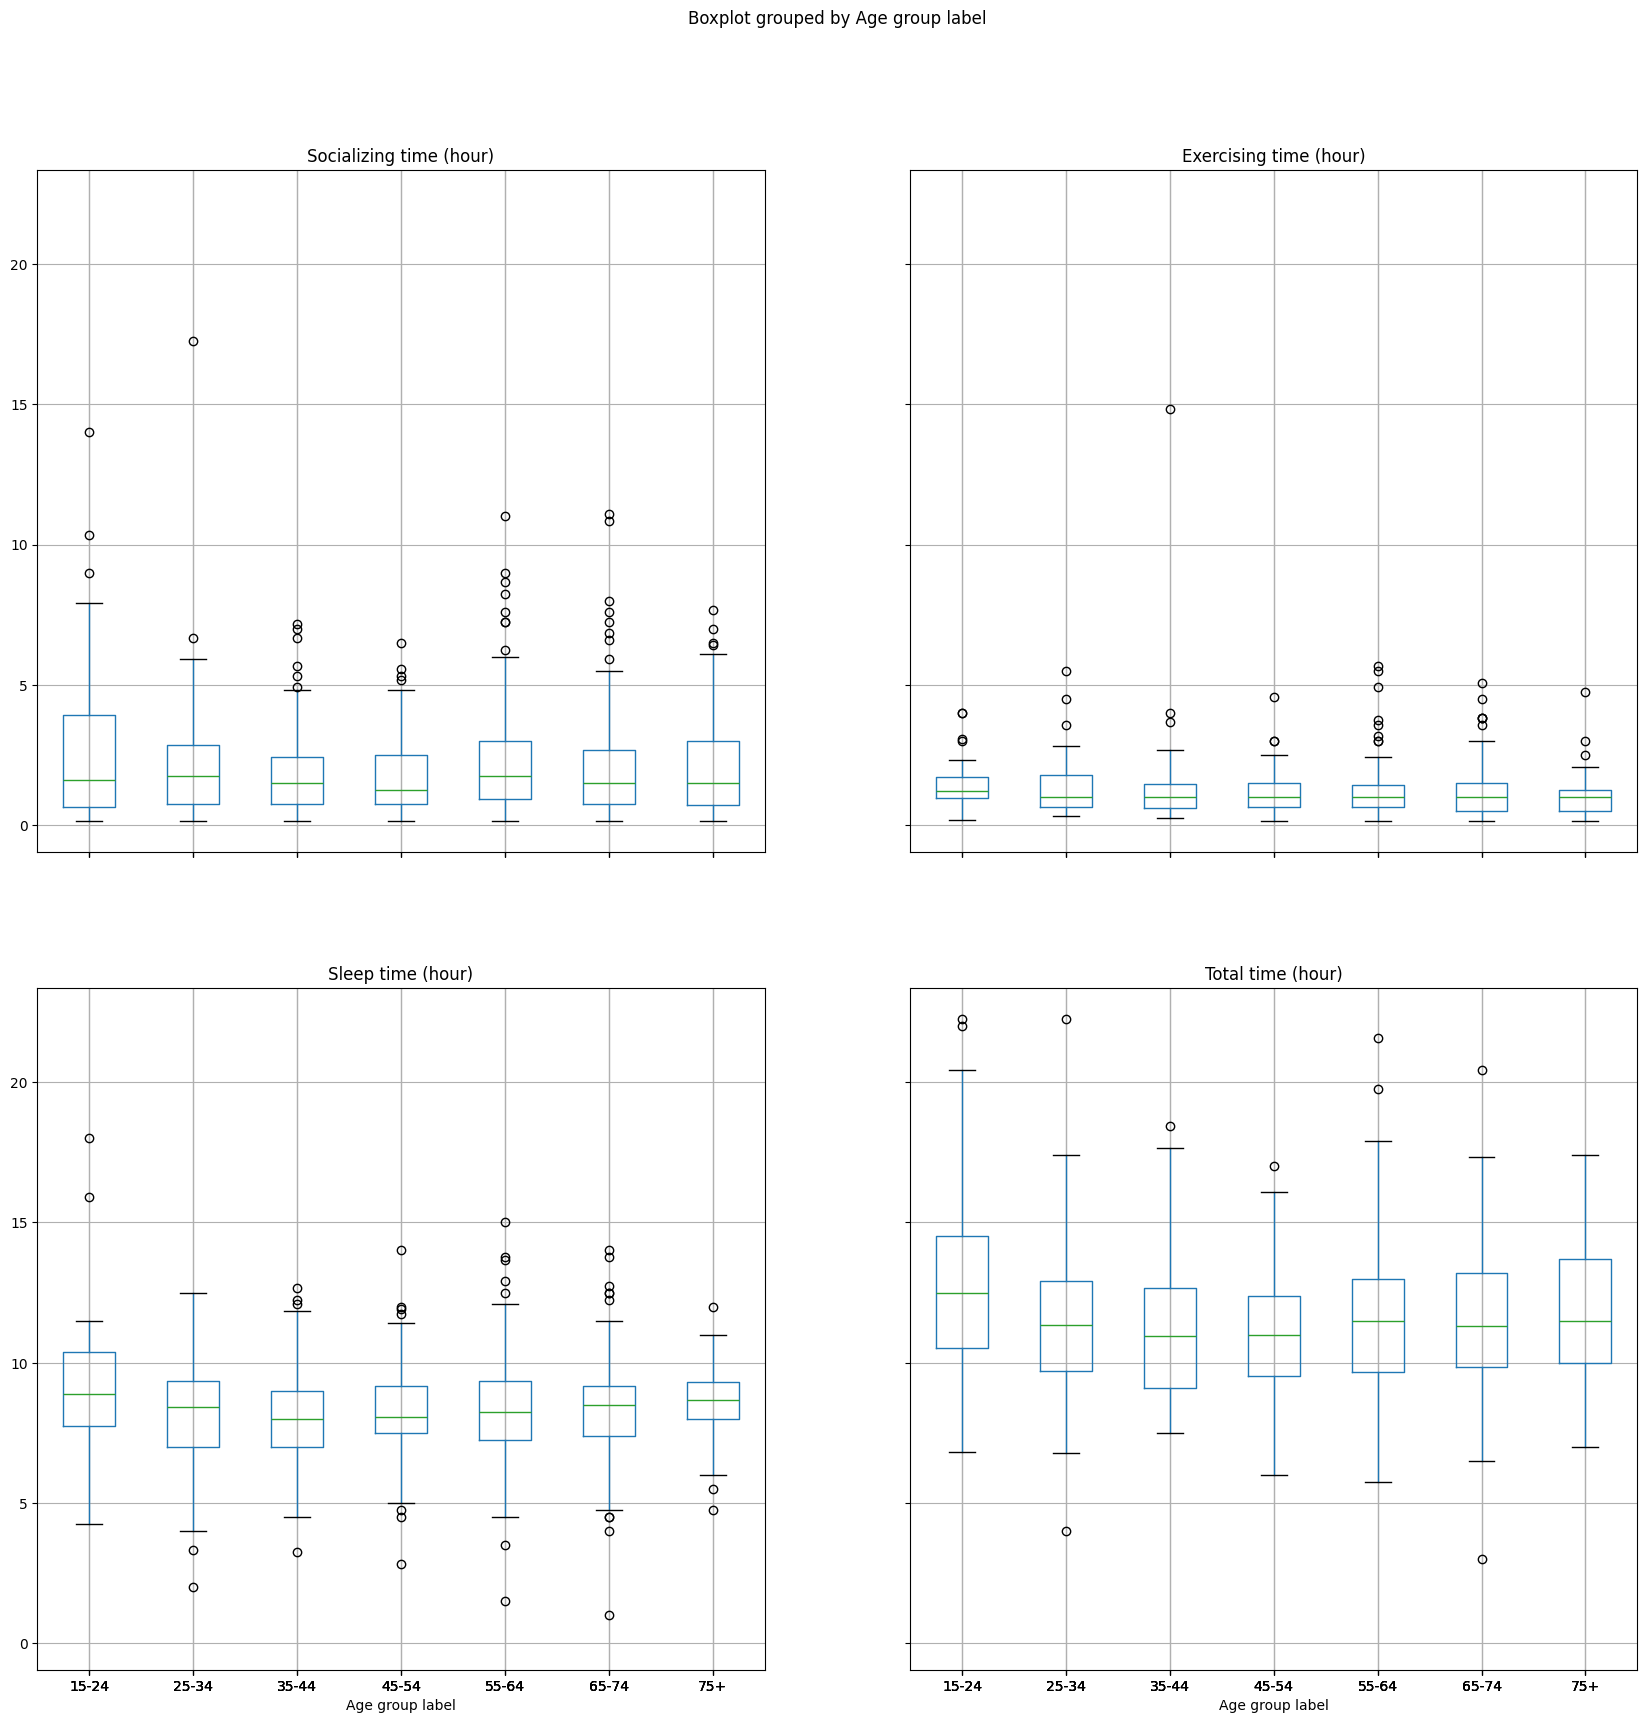 Boxplot grouped by Age group label
Socializing time (hour)
Exercising time (hour)
20
15
10
5
0
Sleep time (hour)
Total time (hour)
20
15
10
5
0
15-24 25-34 35-44 45-54 55-64 65-74 75+
15-24 25-34 35-44 45-54 55-64 65-74 75+
Age group label
Age group label